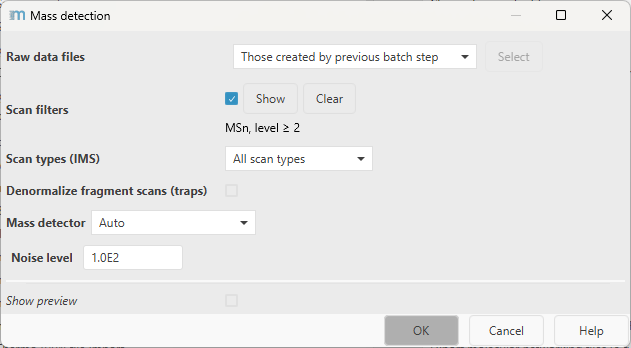 m Mass detection
Raw data files Those created by previous batch step Select
Scan filters Show Clear
MSn, level ≥ 2
Scan types (IMS) All scan types
Denormalize fragment scans (traps)
Mass detector Auto
Noise level 1.0E2
Show preview
OK Cancel Help